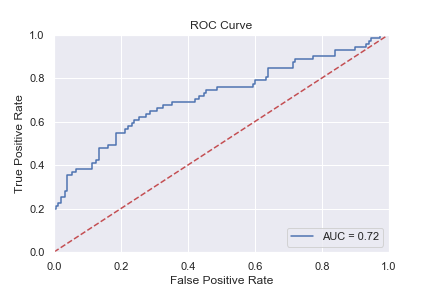 ROC Curve
True Positive Rate
1.0
0.8
0.6
0.4
0.2
0.0
AUC = 0.72
0.0 0.2 0.4 0.6 0.8 1.0
False Positive Rate